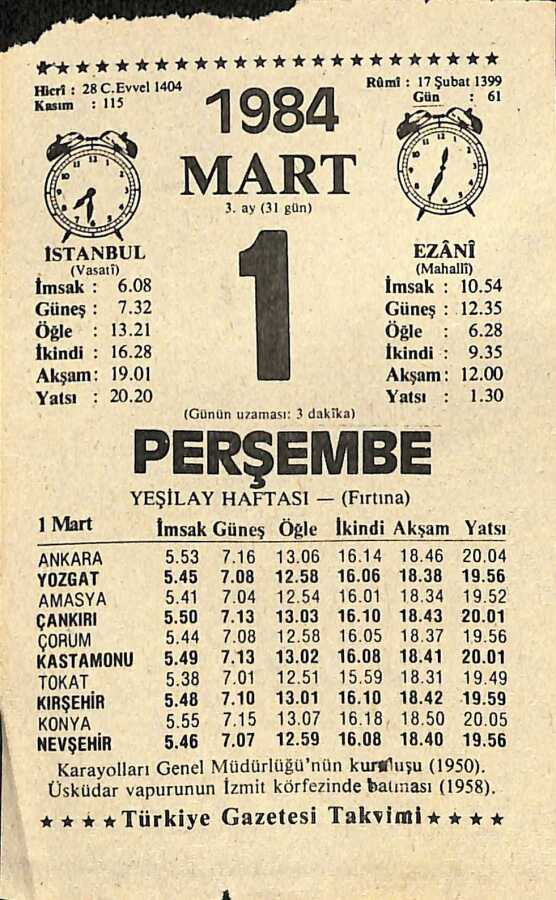 Hicrî : 28 C.Evvel 1404
Kasım : 115
Rûmî : 17 Şubat 1399
Gün : 61
1984
MART
3. ay (31 gün)
1
İSTANBUL
(Vasatî)
İmsak : 6.08
Güneş : 7.32
Öğle : 13.21
İkindi : 16.28
Akşam: 19.01
Yatsı : 20.20
EZÂNÎ
(Mahallî)
İmsak : 10.54
Güneş : 12.35
Öğle : 6.28
İkindi : 9.35
Akşam: 12.00
Yatsı : 1.30
(Günün uzaması: 3 dakika)
PERŞEMBE
YEŞİLAY HAFTASI — (Fırtına)
1 Mart İmsak Güneş Öğle İkindi Akşam Yatsı
ANKARA 5.53 7.16 13.06 16.14 18.46 20.04
YOZGAT 5.45 7.08 12.58 16.06 18.38 19.56
AMASYA 5.41 7.04 12.54 16.01 18.34 19.52
ÇANKIRI 5.50 7.13 13.03 16.10 18.43 20.01
ÇORUM 5.44 7.08 12.58 16.05 18.37 19.56
KASTAMONU 5.49 7.13 13.02 16.08 18.41 20.01
TOKAT 5.38 7.01 12.51 15.59 18.31 19.49
KIRŞEHİR 5.48 7.10 13.01 16.10 18.42 19.59
KONYA 5.55 7.15 13.07 16.18 18.50 20.05
NEVŞEHİR 5.46 7.07 12.59 16.08 18.40 19.56
Karayolları Genel Müdürlüğü'nün kuruluşu (1950).
Üsküdar vapurunun İzmit körfezinde batması (1958).
★★★★Türkiye Gazetesi Takvimi★★★★